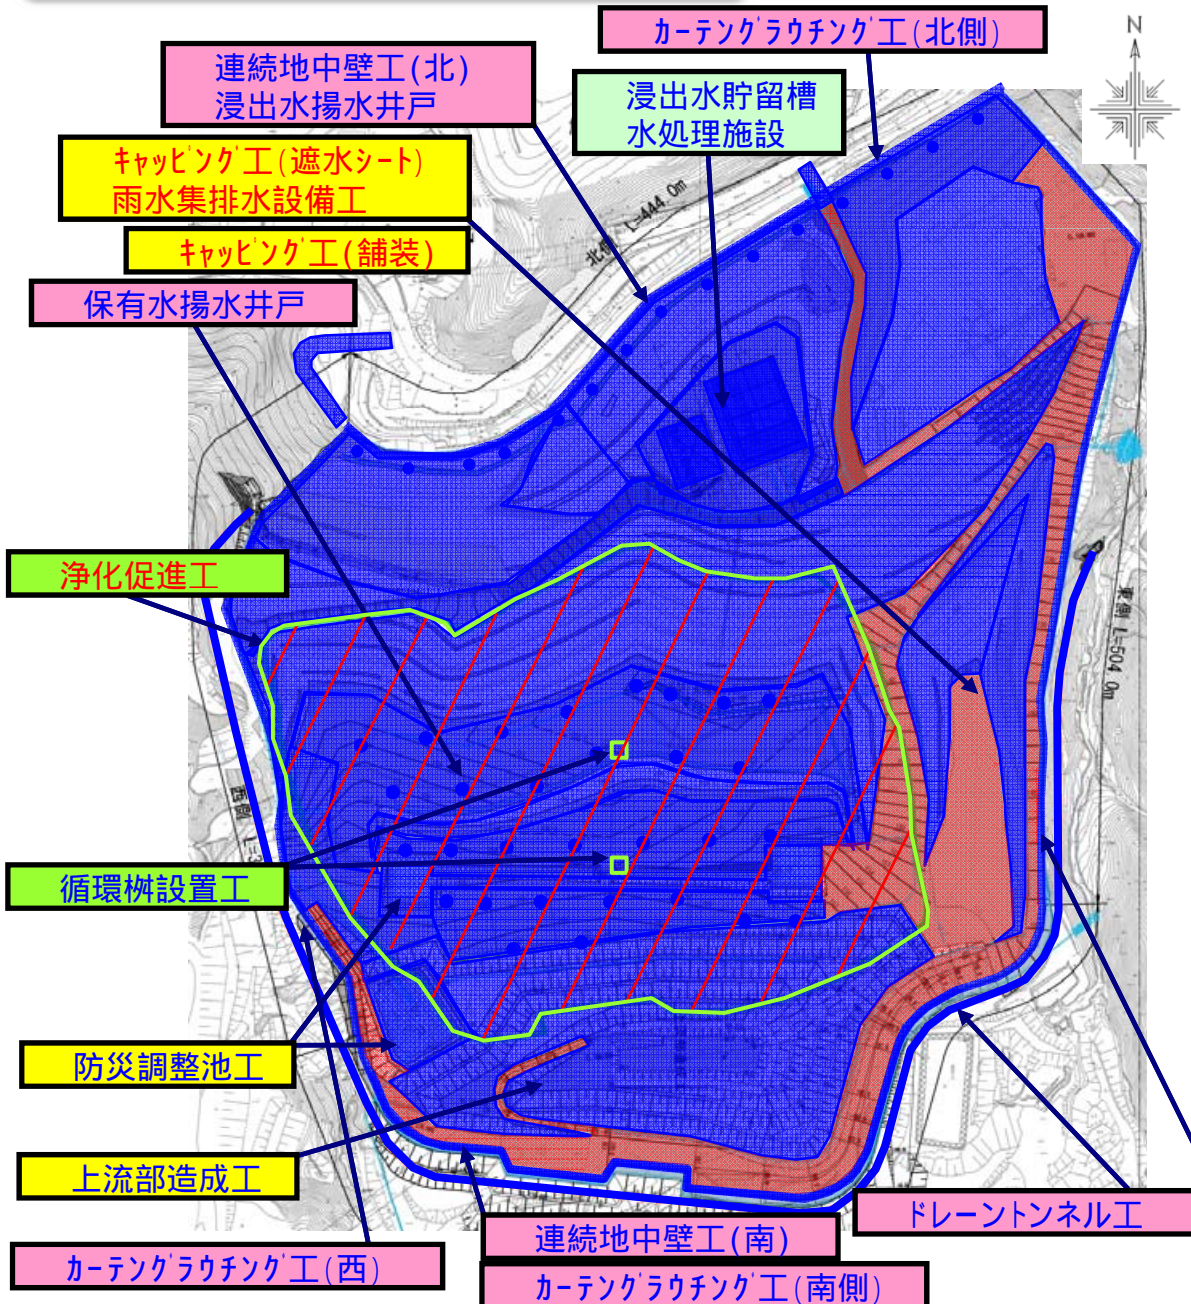 カーテングラウチング工(北側)
N
連続地中壁工(北)
浸出水揚水井戸
浸出水貯留槽
水処理施設
キャッピング工(遮水シート)
雨水集排水設備工
キャッピング工(舗装)
保有水揚水井戸
北側 L=444.0m
浄化促進工
東側 L=504.0m
西側 L=3
循環桝設置工
防災調整池工
上流部造成工
ドレーントンネル工
連続地中壁工(南)
カーテングラウチング工(西)
カーテングラウチング工(南側)